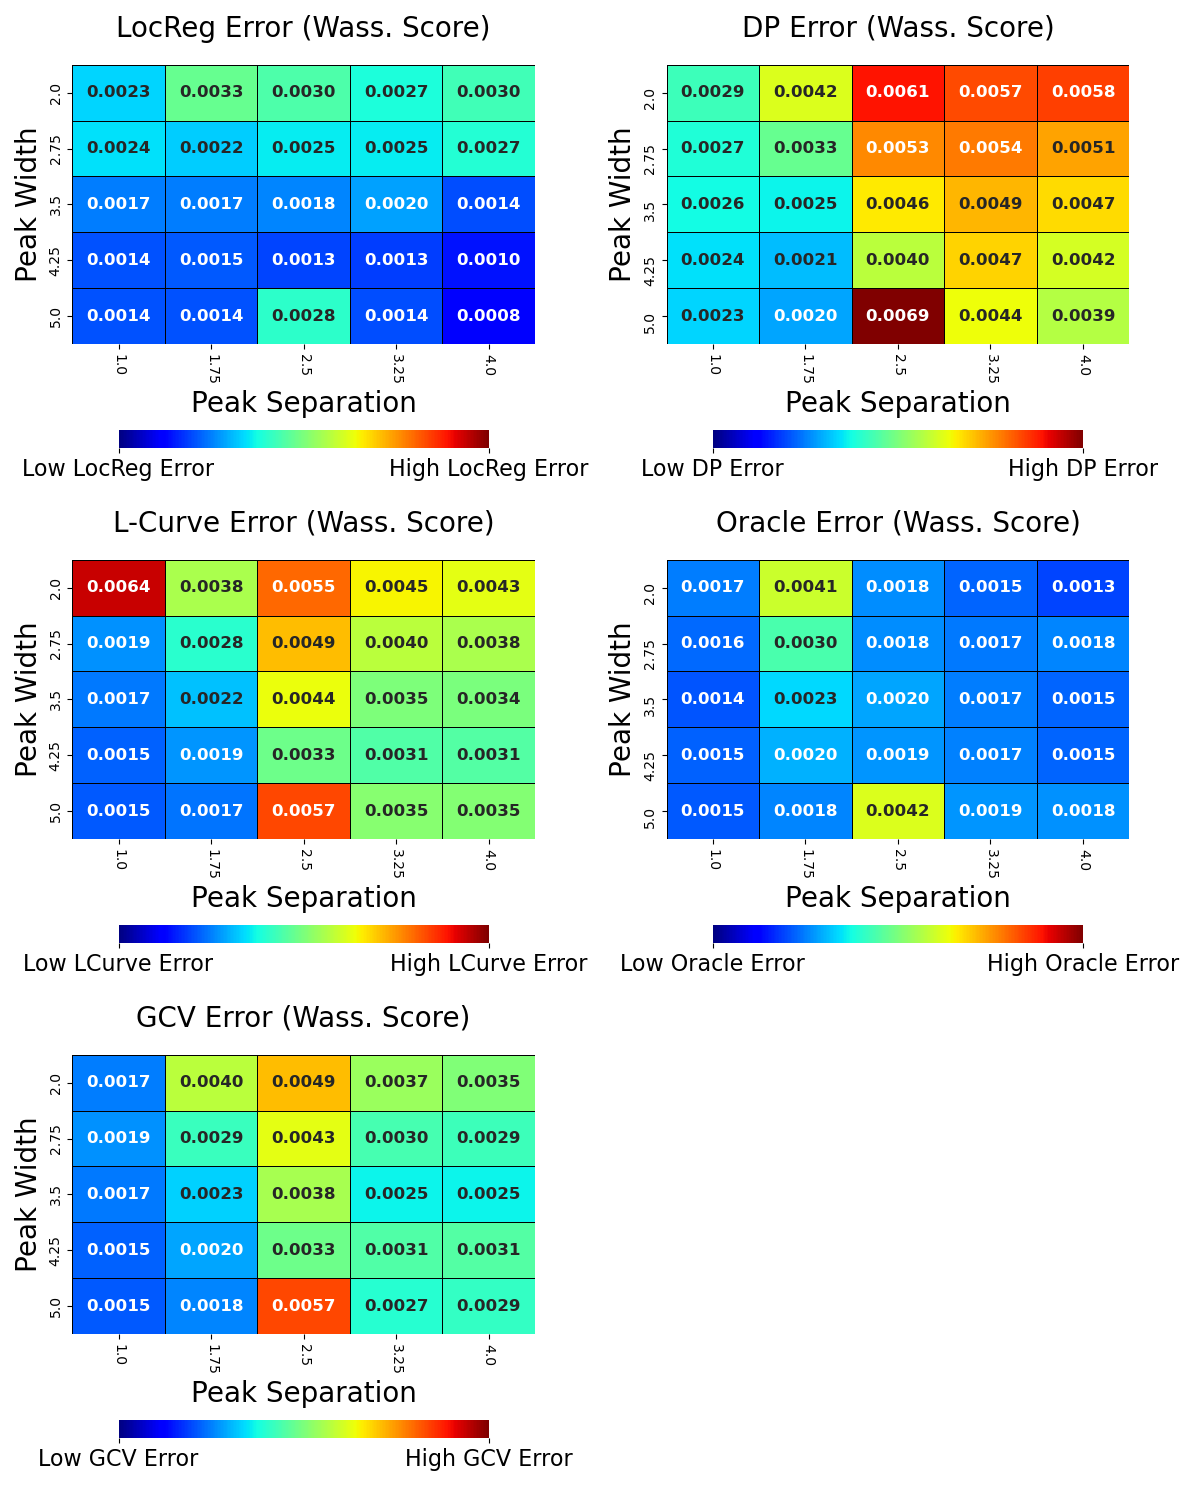 LocReg Error (Wass. Score)
Peak Width
2.0 0.0023 0.0033 0.0030 0.0027 0.0030
2.75 0.0024 0.0022 0.0025 0.0025 0.0027
3.5 0.0017 0.0017 0.0018 0.0020 0.0014
4.25 0.0014 0.0015 0.0013 0.0013 0.0010
5.0 0.0014 0.0014 0.0028 0.0014 0.0008
1.0 1.75 2.5 3.25 4.0
Peak Separation
Low LocReg Error High LocReg Error
DP Error (Wass. Score)
Peak Width
2.0 0.0029 0.0042 0.0061 0.0057 0.0058
2.75 0.0027 0.0033 0.0053 0.0054 0.0051
3.5 0.0026 0.0025 0.0046 0.0049 0.0047
4.25 0.0024 0.0021 0.0040 0.0047 0.0042
5.0 0.0023 0.0020 0.0069 0.0044 0.0039
1.0 1.75 2.5 3.25 4.0
Peak Separation
Low DP Error High DP Error
L-Curve Error (Wass. Score)
Peak Width
2.0 0.0064 0.0038 0.0055 0.0045 0.0043
2.75 0.0019 0.0028 0.0049 0.0040 0.0038
3.5 0.0017 0.0022 0.0044 0.0035 0.0034
4.25 0.0015 0.0019 0.0033 0.0031 0.0031
5.0 0.0015 0.0017 0.0057 0.0035 0.0035
1.0 1.75 2.5 3.25 4.0
Peak Separation
Low LCurve Error High LCurve Error
Oracle Error (Wass. Score)
Peak Width
2.0 0.0017 0.0041 0.0018 0.0015 0.0013
2.75 0.0016 0.0030 0.0018 0.0017 0.0018
3.5 0.0014 0.0023 0.0020 0.0017 0.0015
4.25 0.0015 0.0020 0.0019 0.0017 0.0015
5.0 0.0015 0.0018 0.0042 0.0019 0.0018
1.0 1.75 2.5 3.25 4.0
Peak Separation
Low Oracle Error High Oracle Error
GCV Error (Wass. Score)
Peak Width
2.0 0.0017 0.0040 0.0049 0.0037 0.0035
2.75 0.0019 0.0029 0.0043 0.0030 0.0029
3.5 0.0017 0.0023 0.0038 0.0025 0.0025
4.25 0.0015 0.0020 0.0033 0.0031 0.0031
5.0 0.0015 0.0018 0.0057 0.0027 0.0029
1.0 1.75 2.5 3.25 4.0
Peak Separation
Low GCV Error High GCV Error